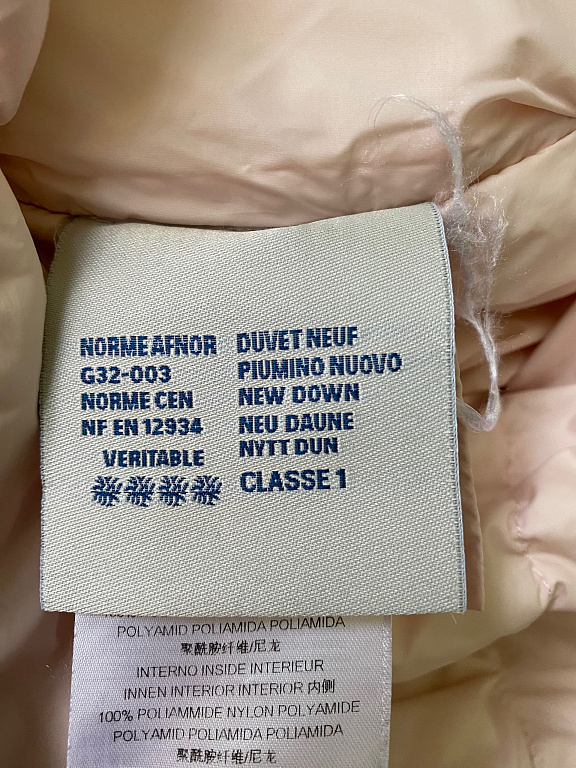 NORME AFNOR
G32-003
NORME CEN
NF EN 12934
VERITABLE
DUVET NEUF
PIUMINO NUOVO
NEW DOWN
NEU DAUNE
NYTT DUN
CLASSE 1
POLYAMID POLIAMIDA POLIAMIDA
聚酰胺纤维/尼龙
INTERNO INSIDE INTERIEUR
INNEN INTERIOR INTERIOR 内侧
100% POLIAMMIDE NYLON POLYAMIDE
POLYAMID POLIAMIDA POLIAMIDA
聚酰胺纤维/尼龙